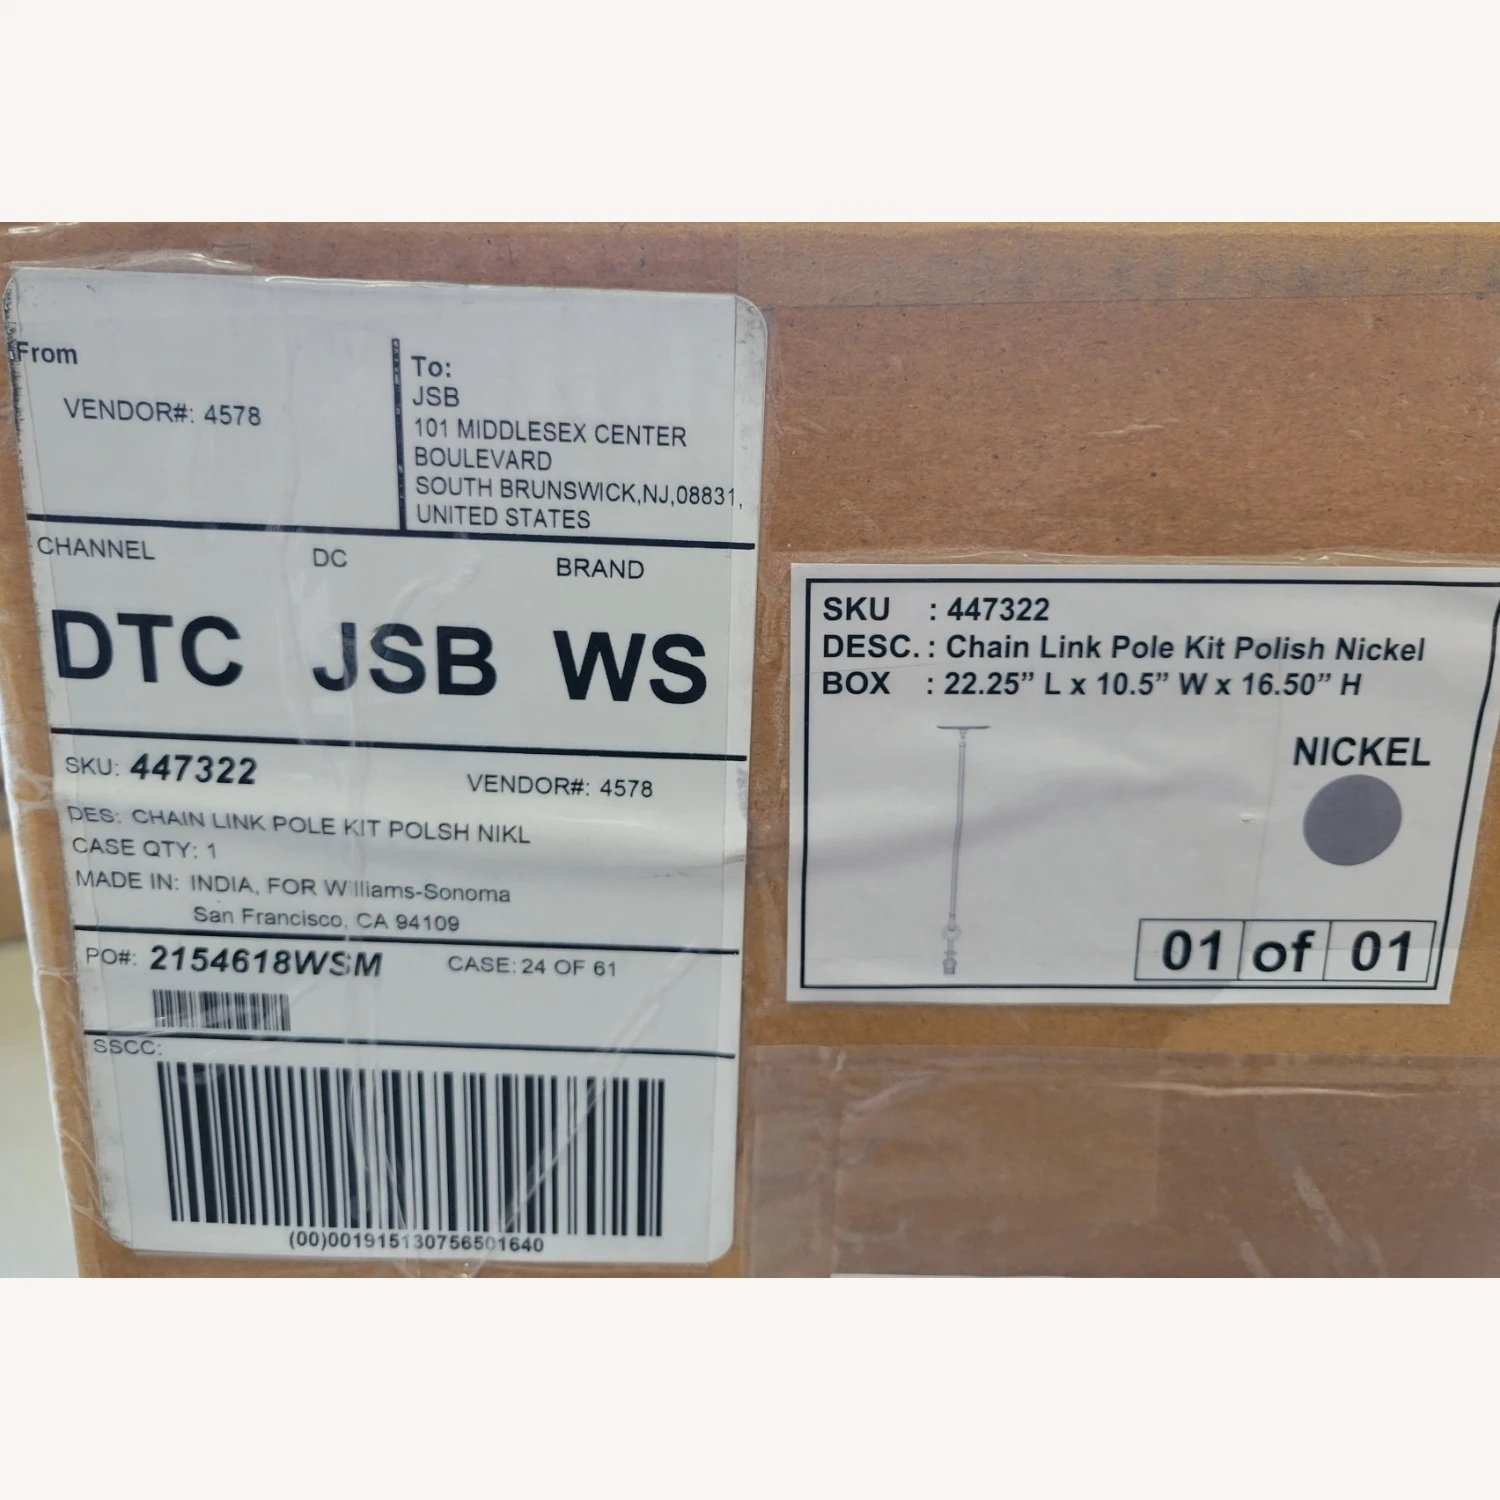 From
VENDOR#: 4578
To:
JSB
101 MIDDLESEX CENTER
BOULEVARD
SOUTH BRUNSWICK,NJ,08831,
UNITED STATES
CHANNEL DC BRAND
DTC JSB WS
SKU: 447322 VENDOR#: 4578
DES: CHAIN LINK POLE KIT POLSH NIKL
CASE QTY: 1
MADE IN: INDIA, FOR Williams-Sonoma
San Francisco, CA 94109
PO#: 2154618WSM CASE: 24 OF 61
SSCC:
(00)00191513075650​1640
SKU : 447322
DESC. : Chain Link Pole Kit Polish Nickel
BOX : 22.25” L x 10.5” W x 16.50” H
NICKEL
01 of 01